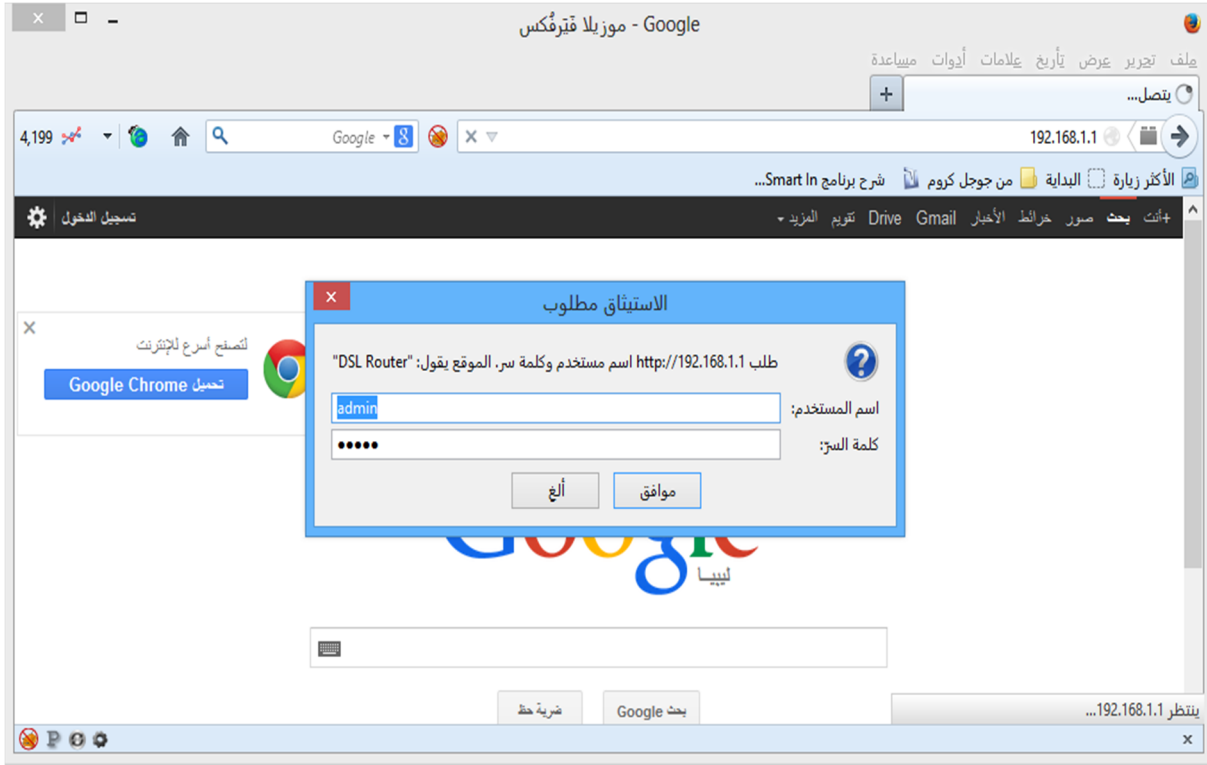 Google - موزيلا فَيَرفُكس
ملف تحرير عرض تأريخ علامات أدوات مساعدة
يتصل...
192.168.1.1
Google
4,199
الأكثر زيارة البداية من جوجل كروم شرح برنامج Smart In...
+أنت بحث صور خرائط الأخبار Gmail Drive تقويم المزيد
تسجيل الدخول
لتصفح أسرع للإنترنت
تحميل Google Chrome
الاستيثاق مطلوب
طلب http://192.168.1.1 اسم مستخدم وكلمة سر. الموقع يقول: "DSL Router"
اسم المستخدم:
admin
كلمة السرّ:
•••••
موافق
ألغ
Google
ليبيا
بحث Google
ضربة حظ
ينتظر 192.168.1.1...